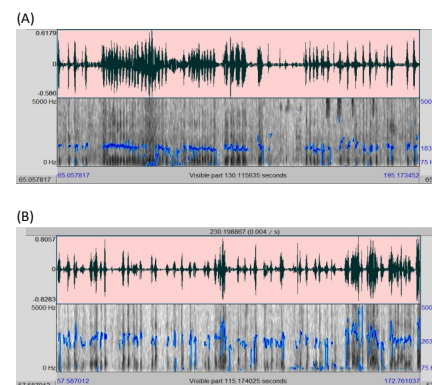 (A)
0.6179
0
-0.586
5000 Hz
0 Hz
500
183
75 H
65.057817
65.057817
Visible part 130.115635 seconds
195.173452
65
(B)
230.198867 (0.004 / s)
0.8057
0
-0.8283
5000 Hz
0 Hz
500
263
75 H
57.587012
Visible part 115.174025 seconds
172.761037